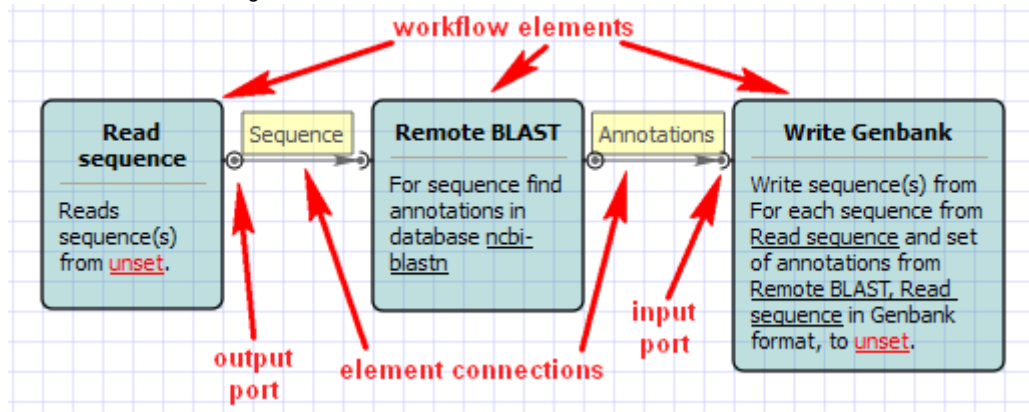 workflow elements
Read
sequence
Reads
sequence(s)
from unset.
Sequence
Remote BLAST
For sequence find
annotations in
database ncbi-
blastn
Annotations
Write Genbank
Write sequence(s) from
For each sequence from
Read sequence and set
of annotations from
Remote BLAST, Read
sequence in Genbank
format, to unset.
output
port
element connections
input
port